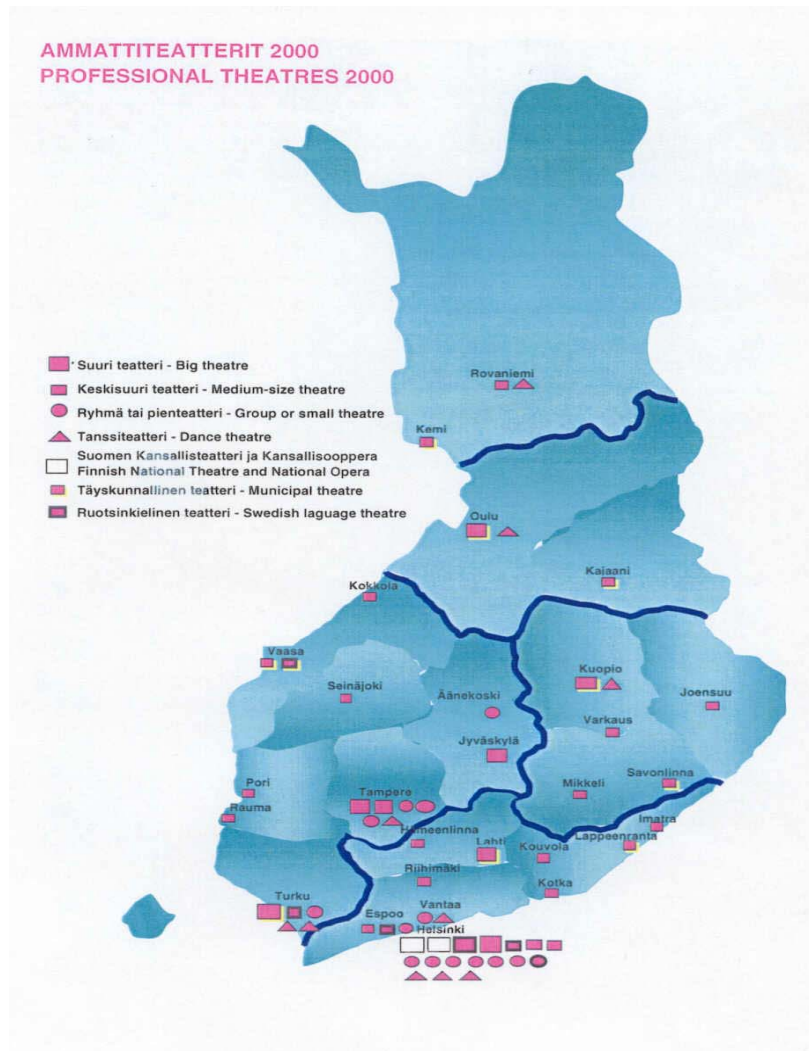 AMMATTITEATTERIT 2000
PROFESSIONAL THEATRES 2000
Suuri teatteri - Big theatre
Keskisuuri teatteri - Medium-size theatre
Ryhmä tai pienteatteri - Group or small theatre
Tanssiteatteri - Dance theatre
Suomen Kansallisteatteri ja Kansallisooppera
Finnish National Theatre and National Opera
Täyskunnallinen teatteri - Municipal theatre
Ruotsinkielinen teatteri - Swedish laguage theatre
Rovaniemi
Kemi
Oulu
Kajaani
Kokkola
Vaasa
Seinäjoki
Äänekoski
Kuopio
Joensuu
Varkaus
Jyväskylä
Pori
Rauma
Tampere
Mikkeli
Savonlinna
Imatra
Hämeenlinna
Lahti
Kouvola
Lappeenranta
Riihimäki
Kotka
Turku
Espoo
Vantaa
Helsinki